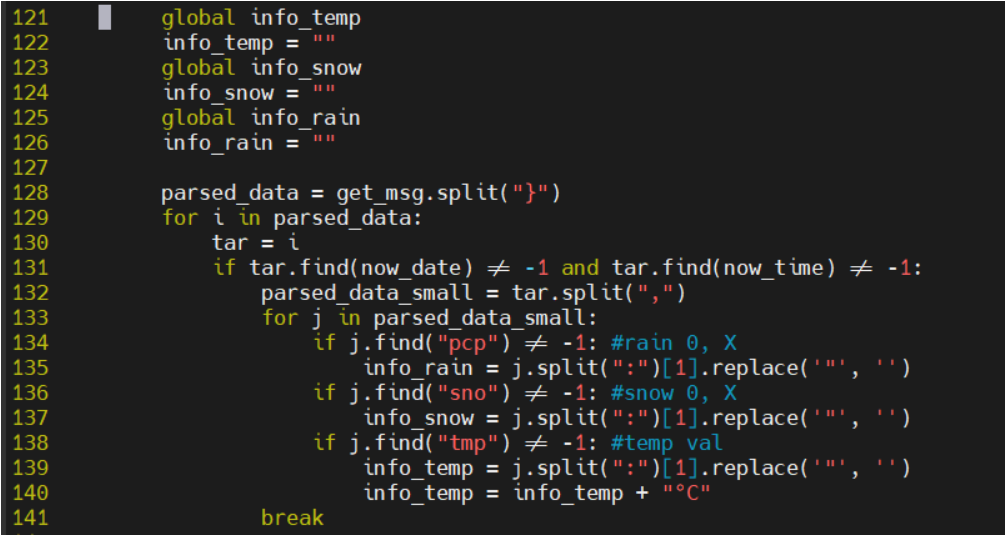 121        global info_temp
122        info_temp = ""
123        global info_snow
124        info_snow = ""
125        global info_rain
126        info_rain = ""
127
128        parsed_data = get_msg.split("}")
129        for i in parsed_data:
130            tar = i
131            if tar.find(now_date) ≠ -1 and tar.find(now_time) ≠ -1:
132                parsed_data_small = tar.split(",")
133                for j in parsed_data_small:
134                    if j.find("pcp") ≠ -1: #rain 0, X
135                        info_rain = j.split(":")[1].replace('"', '')
136                    if j.find("sno") ≠ -1: #snow 0, X
137                        info_snow = j.split(":")[1].replace('"', '')
138                    if j.find("tmp") ≠ -1: #temp val
139                        info_temp = j.split(":")[1].replace('"', '')
140                        info_temp = info_temp + "°C"
141                break